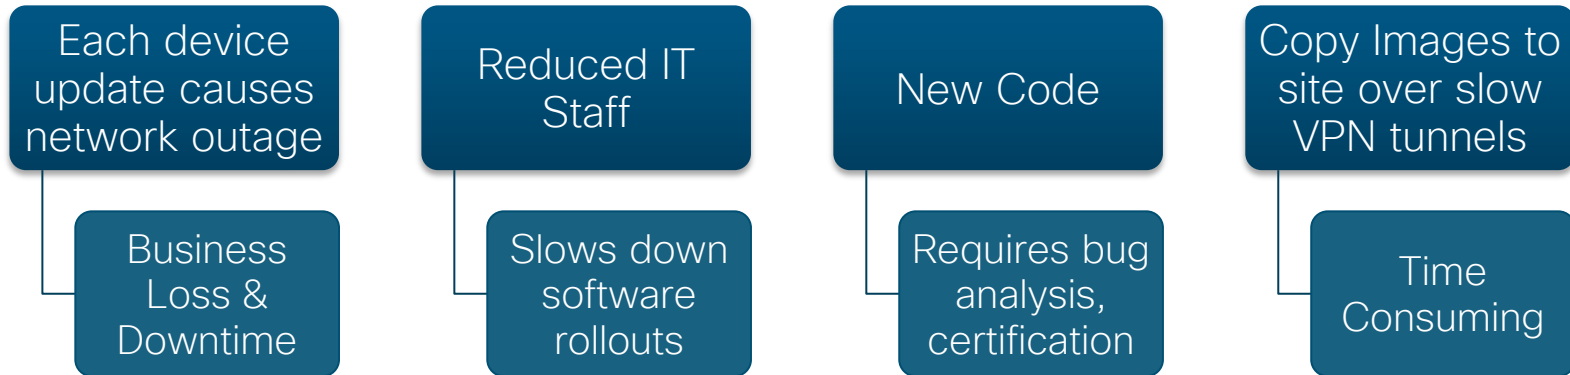 Each device
update causes
network outage
Business
Loss &
Downtime
Reduced IT
Staff
Slows down
software
rollouts
New Code
Requires bug
analysis,
certification
Copy Images to
site over slow
VPN tunnels
Time
Consuming